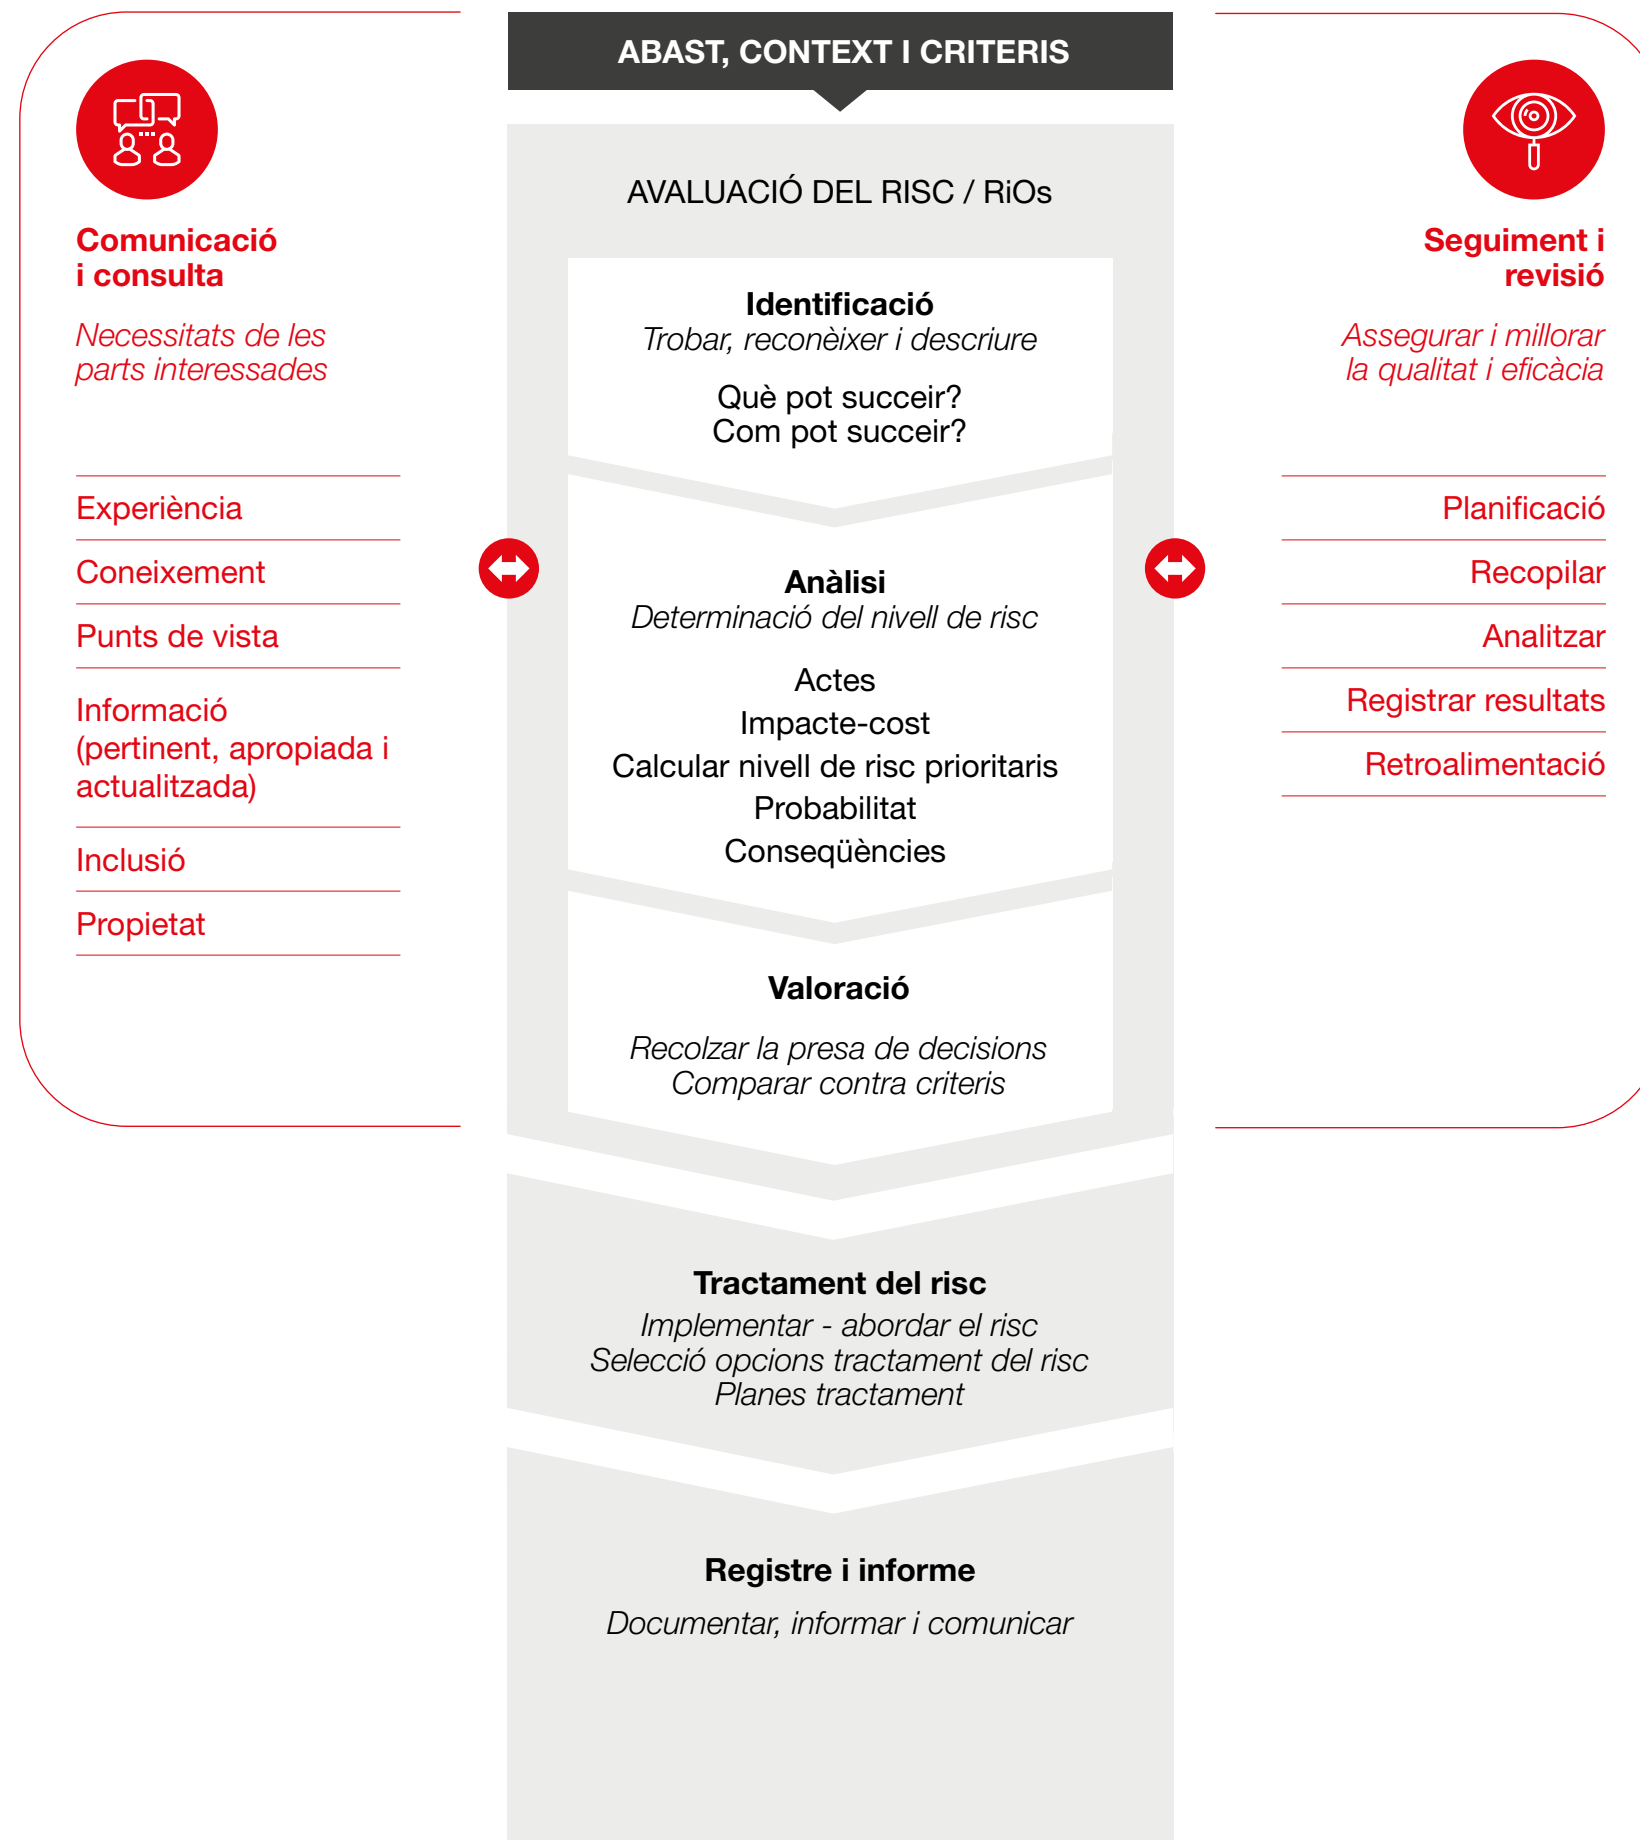 ABAST, CONTEXT I CRITERIS
Comunicació
i consulta
Necessitats de les
parts interessades
Experiència
Coneixement
Punts de vista
Informació
(pertinent, apropiada i
actualitzada)
Inclusió
Propietat
AVALUACIÓ DEL RISC / RiOs
Identificació
Trobar, reconèixer i descriure
Què pot succeir?
Com pot succeir?
Anàlisi
Determinació del nivell de risc
Actes
Impacte-cost
Calcular nivell de risc prioritaris
Probabilitat
Conseqüències
Valoració
Recolzar la presa de decisions
Comparar contra criteris
Tractament del risc
Implementar - abordar el risc
Selecció opcions tractament del risc
Planes tractament
Registre i informe
Documentar, informar i comunicar
Seguiment i
revisió
Assegurar i millorar
la qualitat i eficàcia
Planificació
Recopilar
Analitzar
Registrar resultats
Retroalimentació